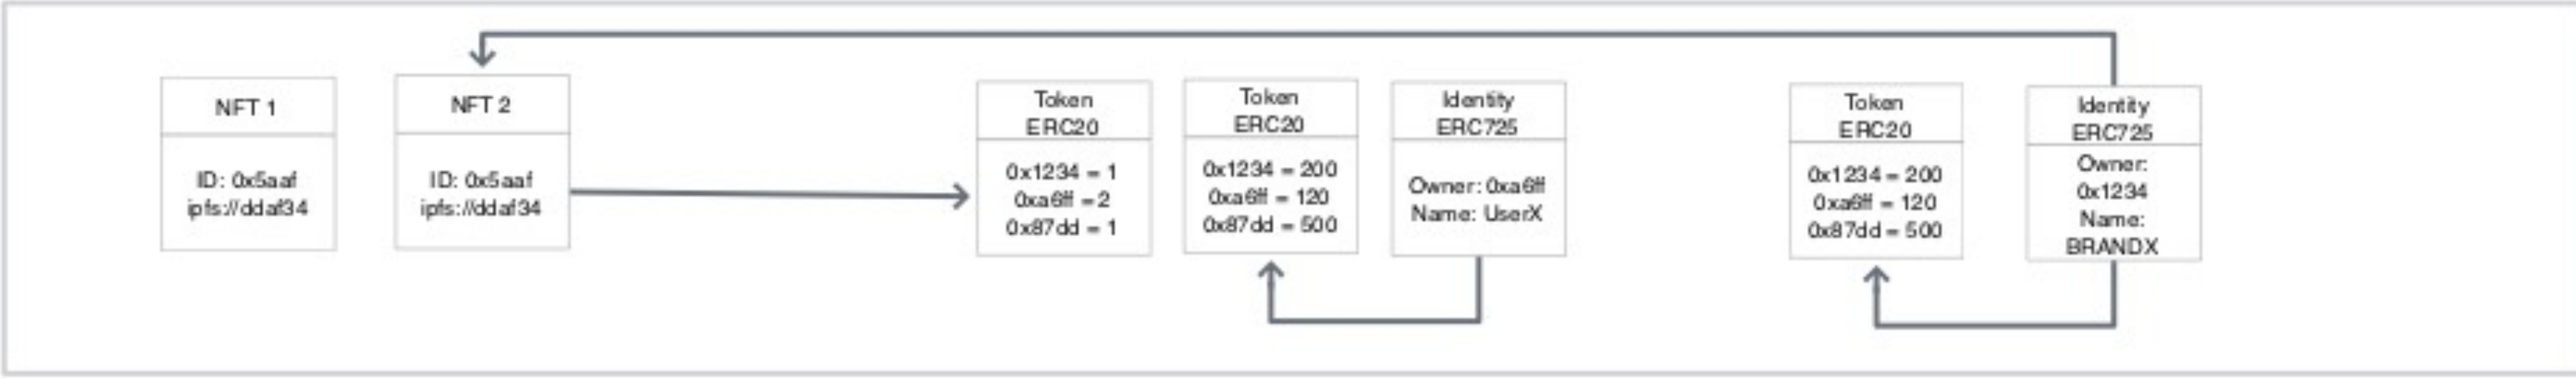 NFT 1
ID: 0x5aaf
ipfs://ddaf34
NFT 2
ID: 0x5aaf
ipfs://ddaf34
Token
ERC20
0x1234 = 1
0xa6ff =2
0x87dd = 1
Token
ERC20
0x1234 = 200
0xa6ff = 120
0x87dd = 500
Identity
ERC725
Owner: 0xa6ff
Name: UserX
Token
ERC20
0x1234 = 200
0xa6ff = 120
0x87dd = 500
Identity
ERC725
Owner:
0x1234
Name:
BRANDX